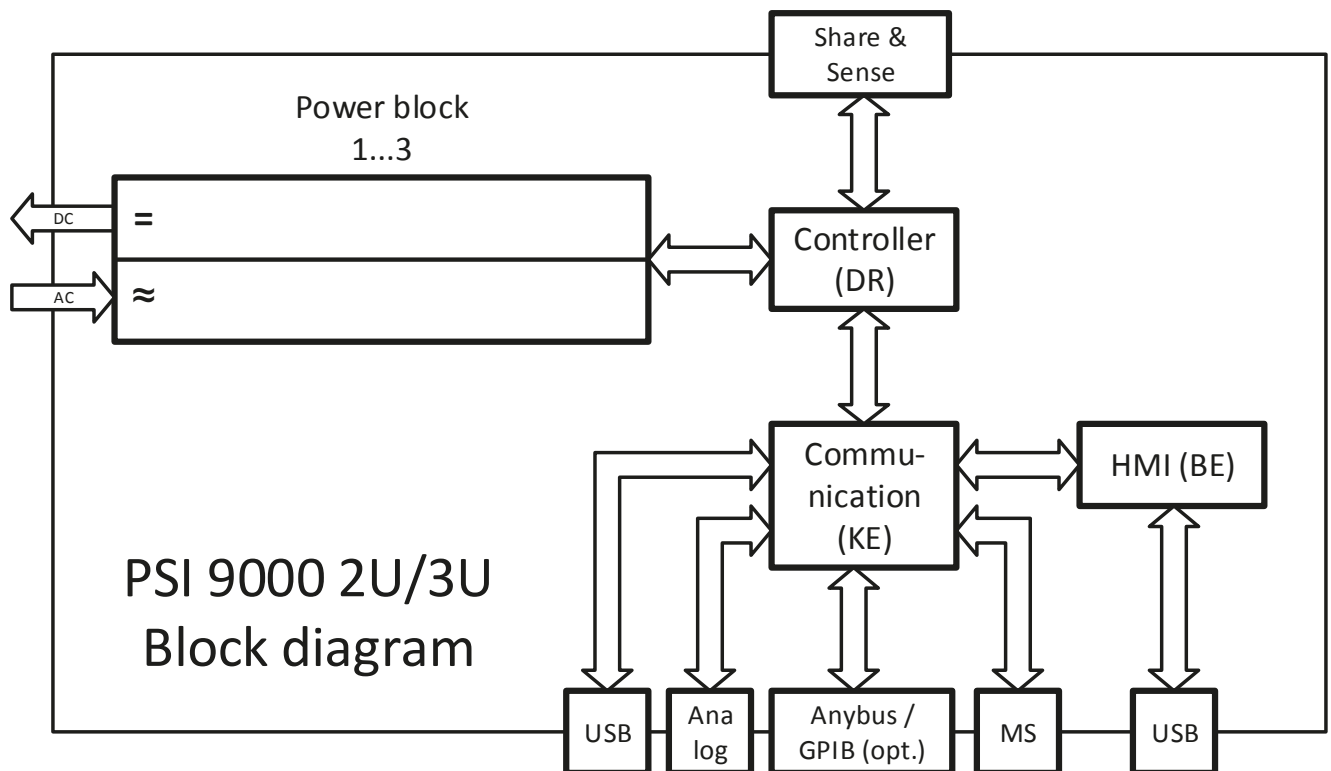 Share &
Sense
Power block
1...3
DC
=
AC
≈
Controller
(DR)
Commu-
nication
(KE)
HMI (BE)
PSI 9000 2U/3U
Block diagram
USB
Ana
log
Anybus /
GPIB (opt.)
MS
USB